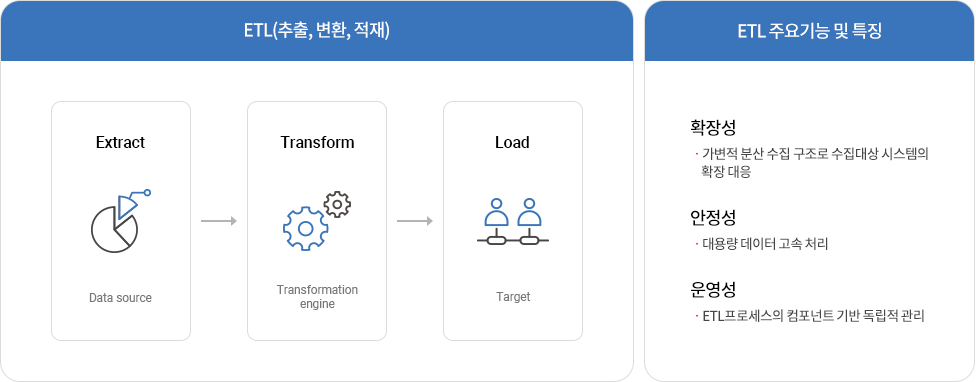 ETL(추출, 변환, 적재)
Extract
Data source
Transform
Transformation
engine
Load
Target
ETL 주요기능 및 특징
확장성
· 가변적 분산 수집 구조로 수집대상 시스템의
확장 대응
안정성
· 대용량 데이터 고속 처리
운영성
· ETL프로세스의 컴포넌트 기반 독립적 관리